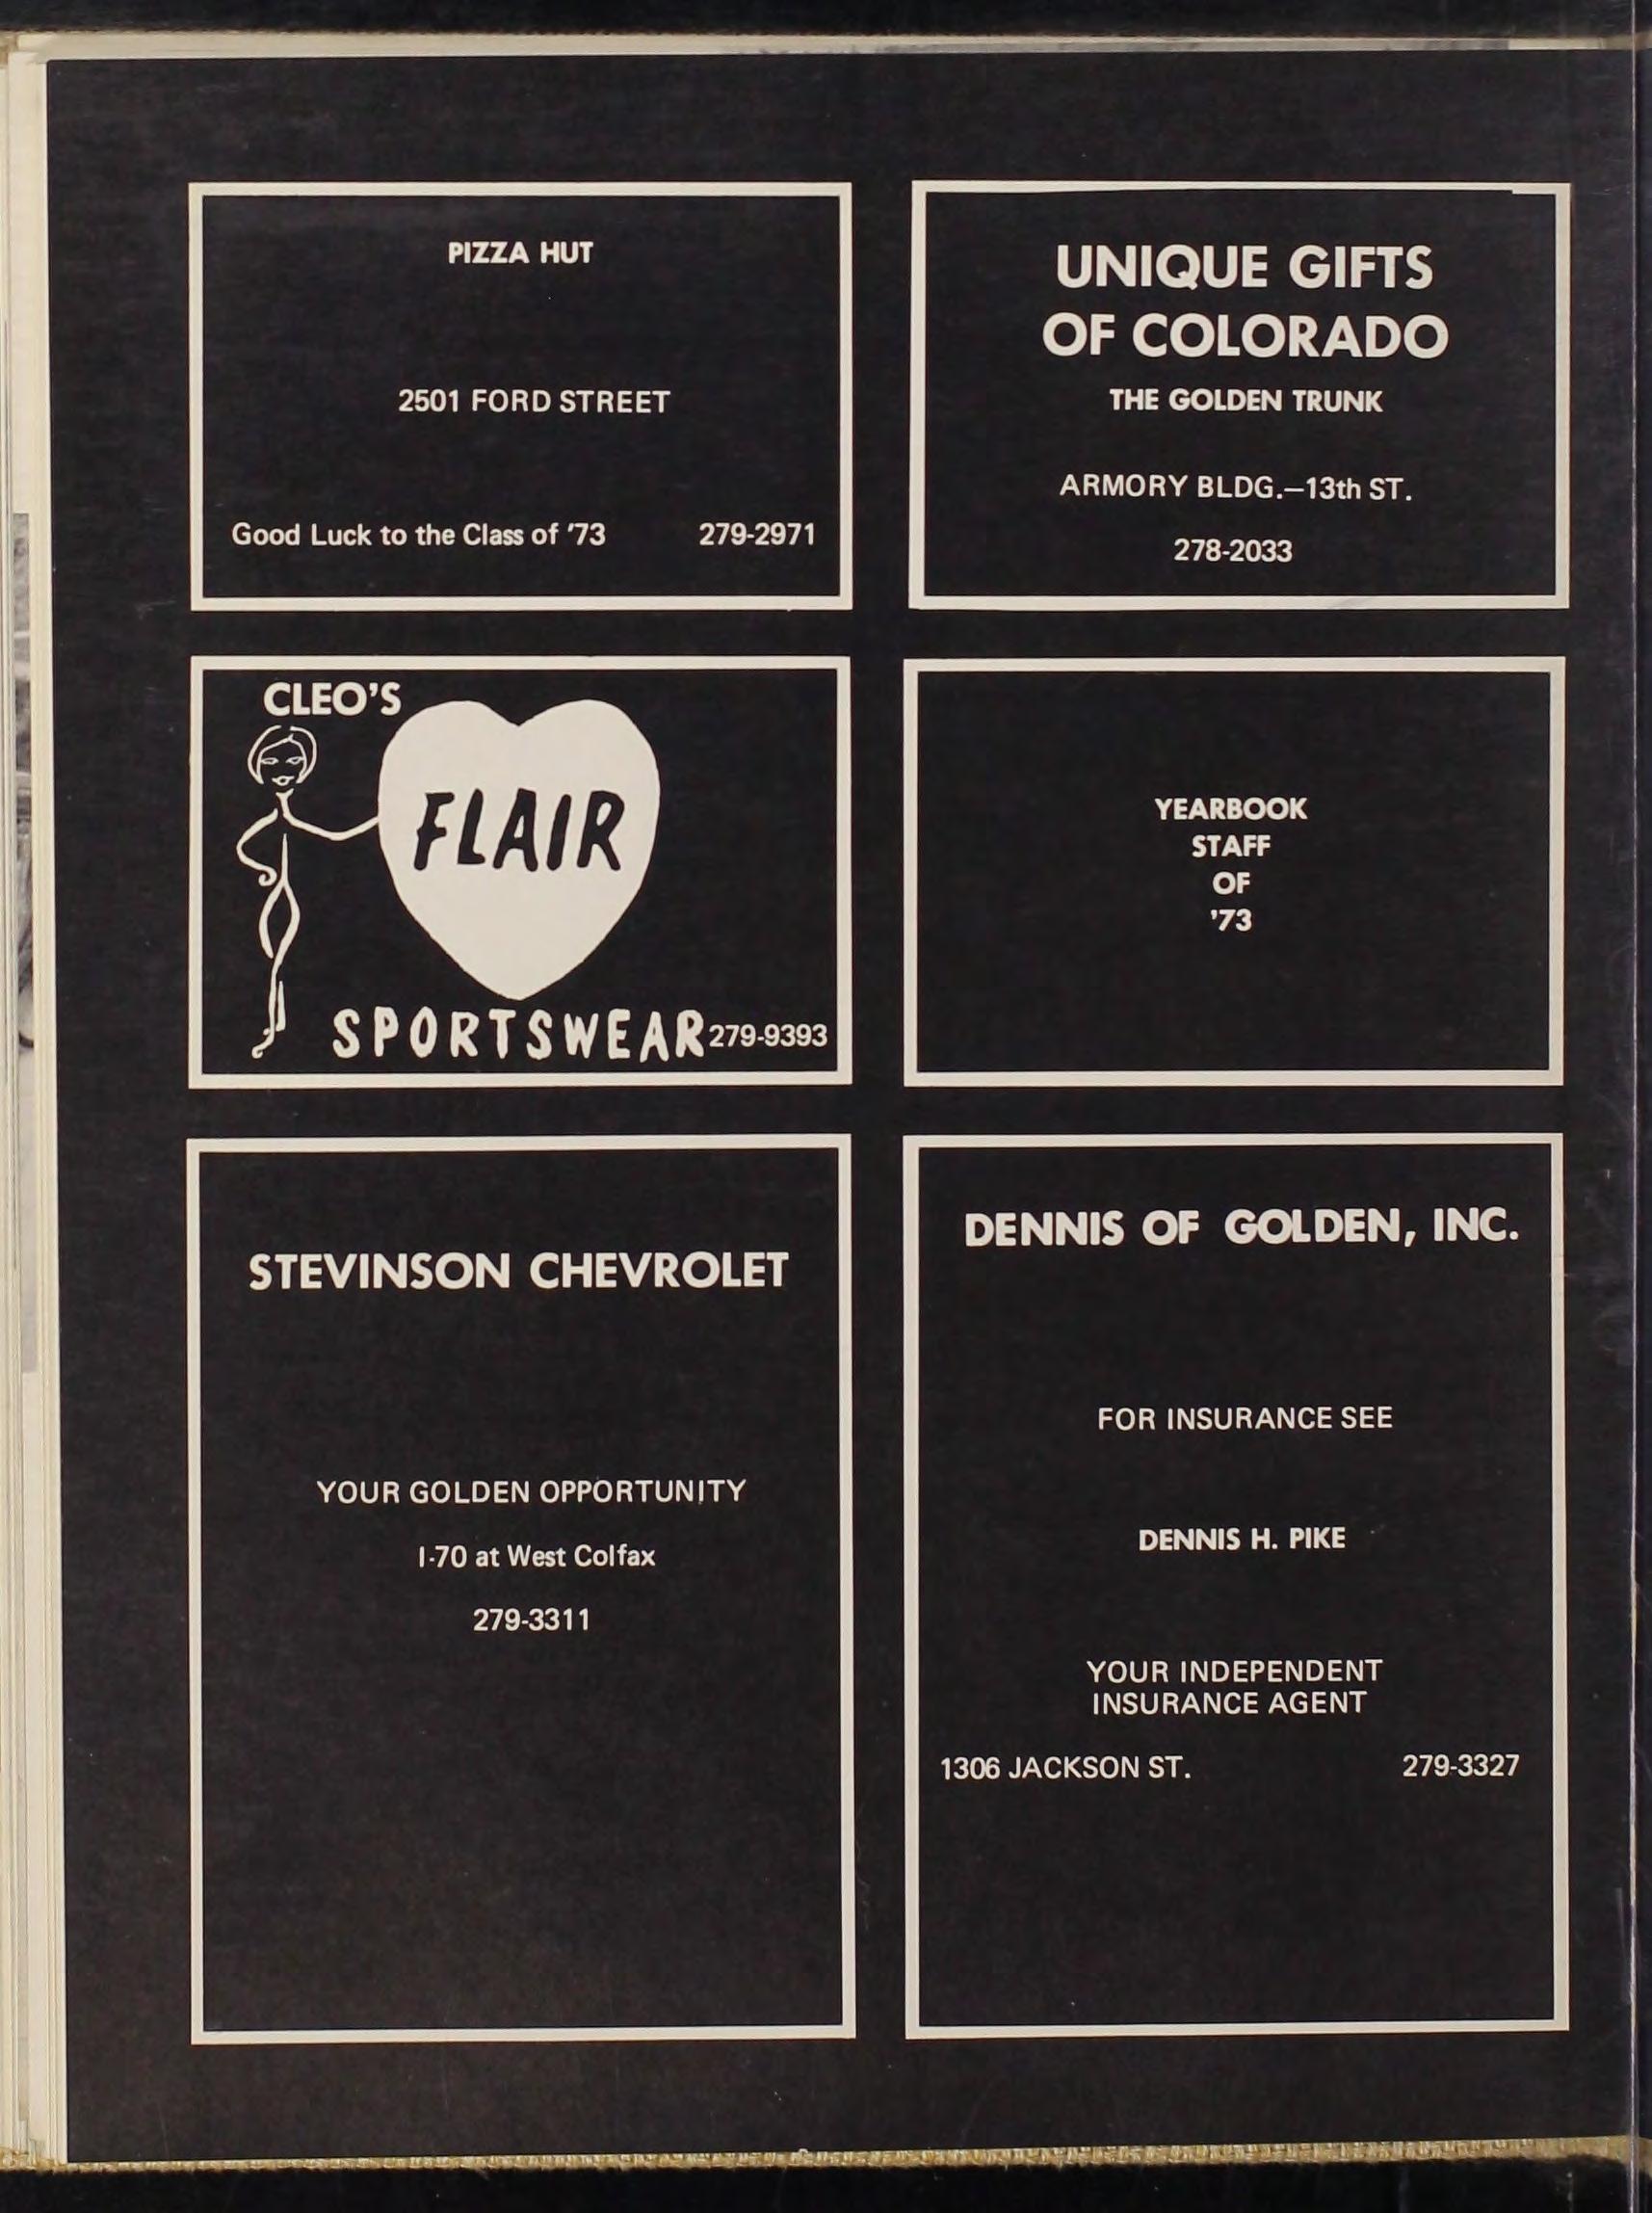 PIZZA HUT
2501 FORD STREET
Good Luck to the Class of '73 279-2971
UNIQUE GIFTS
OF COLORADO
THE GOLDEN TRUNK
ARMORY BLDG.—13th ST.
278-2033
CLEO'S
FLAIR
SPORTSWEAR 279-9393
YEARBOOK
STAFF
OF
'73
STEVINSON CHEVROLET
YOUR GOLDEN OPPORTUNITY
I-70 at West Colfax
279-3311
DENNIS OF GOLDEN, INC.
FOR INSURANCE SEE
DENNIS H. PIKE
YOUR INDEPENDENT
INSURANCE AGENT
1306 JACKSON ST. 279-3327